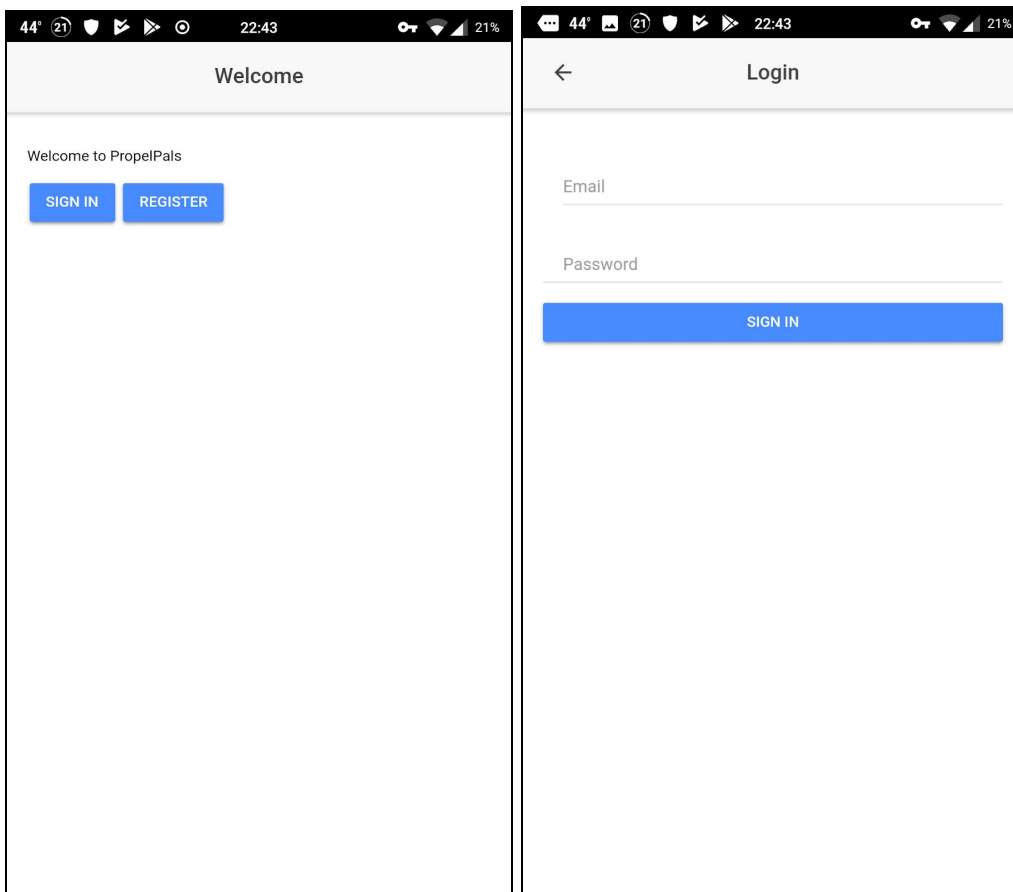 44° 21 22:43 21%
Welcome
Welcome to PropelPals
SIGN IN REGISTER
44° 21 22:43 21%
Login
Email
Password
SIGN IN